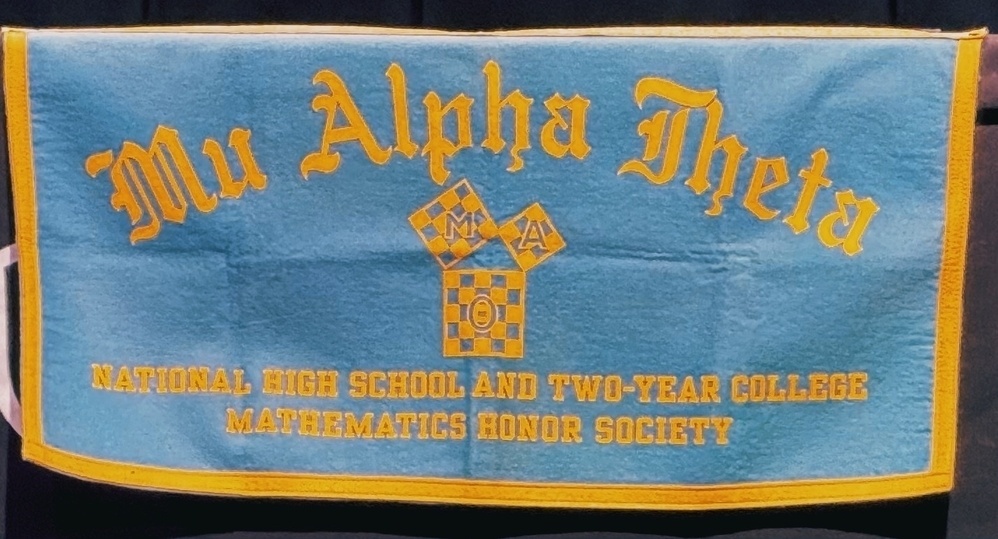 Mu Alpha Theta
M A
Θ
NATIONAL HIGH SCHOOL AND TWO-YEAR COLLEGE
MATHEMATICS HONOR SOCIETY